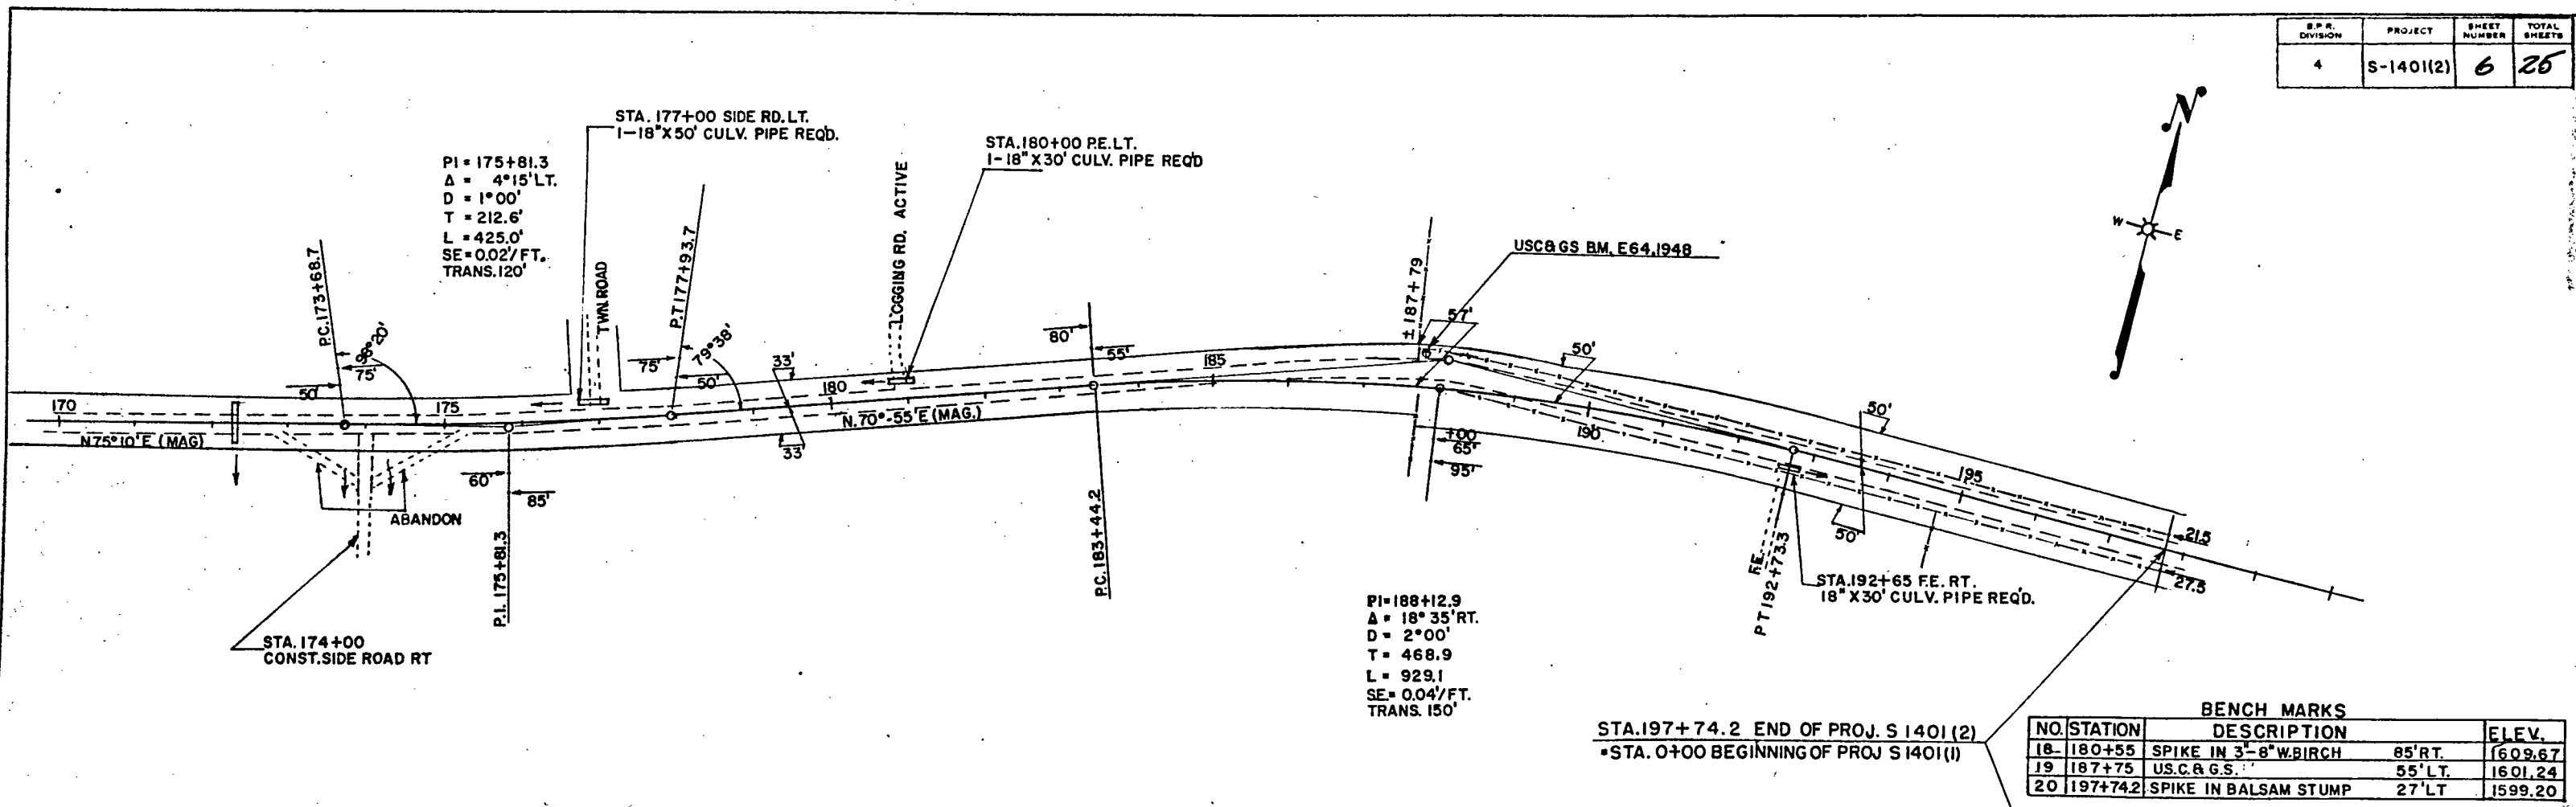 B.P.R. DIVISION PROJECT SHEET NUMBER TOTAL SHEETS
4 S-1401(2) 6 25
N
W E
STA. 177+00 SIDE RD. LT.
1-18"X50' CULV. PIPE REQ'D.
STA.180+00 P.E.LT.
1-18"X30' CULV. PIPE REQ'D
PI = 175+81.3
Δ = 4°15' LT.
D = 1°00'
T = 212.6'
L = 425.0'
SE=0.02'/FT.
TRANS.120'
USC&GS BM, E64,1948
P.C.173+68.7
98°20'
75'
50'
TWN.ROAD
P.T.177+93.7
79°38'
75'
50'
LOGGING RD. ACTIVE
33'
33'
80'
55'
± 187+79
57'
50'
170
175
180
185
190
195
N.75°10'E (MAG)
N.70°-55'E (MAG.)
+00
65'
95'
50'
50'
60'
85'
ABANDON
P.I. 175+81.3
P.C.183+44.2
F.E.
PT 192+73.3
21.5
27.5
STA.192+65 F.E. RT.
18"X30' CULV. PIPE REQ'D.
STA.174+00
CONST.SIDE ROAD RT
PI=188+12.9
Δ = 18° 35' RT.
D = 2°00'
T = 468.9
L = 929.1
SE= 0.04'/FT.
TRANS. 150'
STA.197+74.2 END OF PROJ. S 1401 (2)
=STA. 0+00 BEGINNING OF PROJ S 1401(1)
BENCH MARKS
NO. STATION DESCRIPTION ELEV.
18 180+55 SPIKE IN 3"-8" W.BIRCH 85'RT. 1609.67
19 187+75 U.S.C.& G.S. 55'LT. 1601.24
20 197+74.2 SPIKE IN BALSAM STUMP 27'LT 1599.20